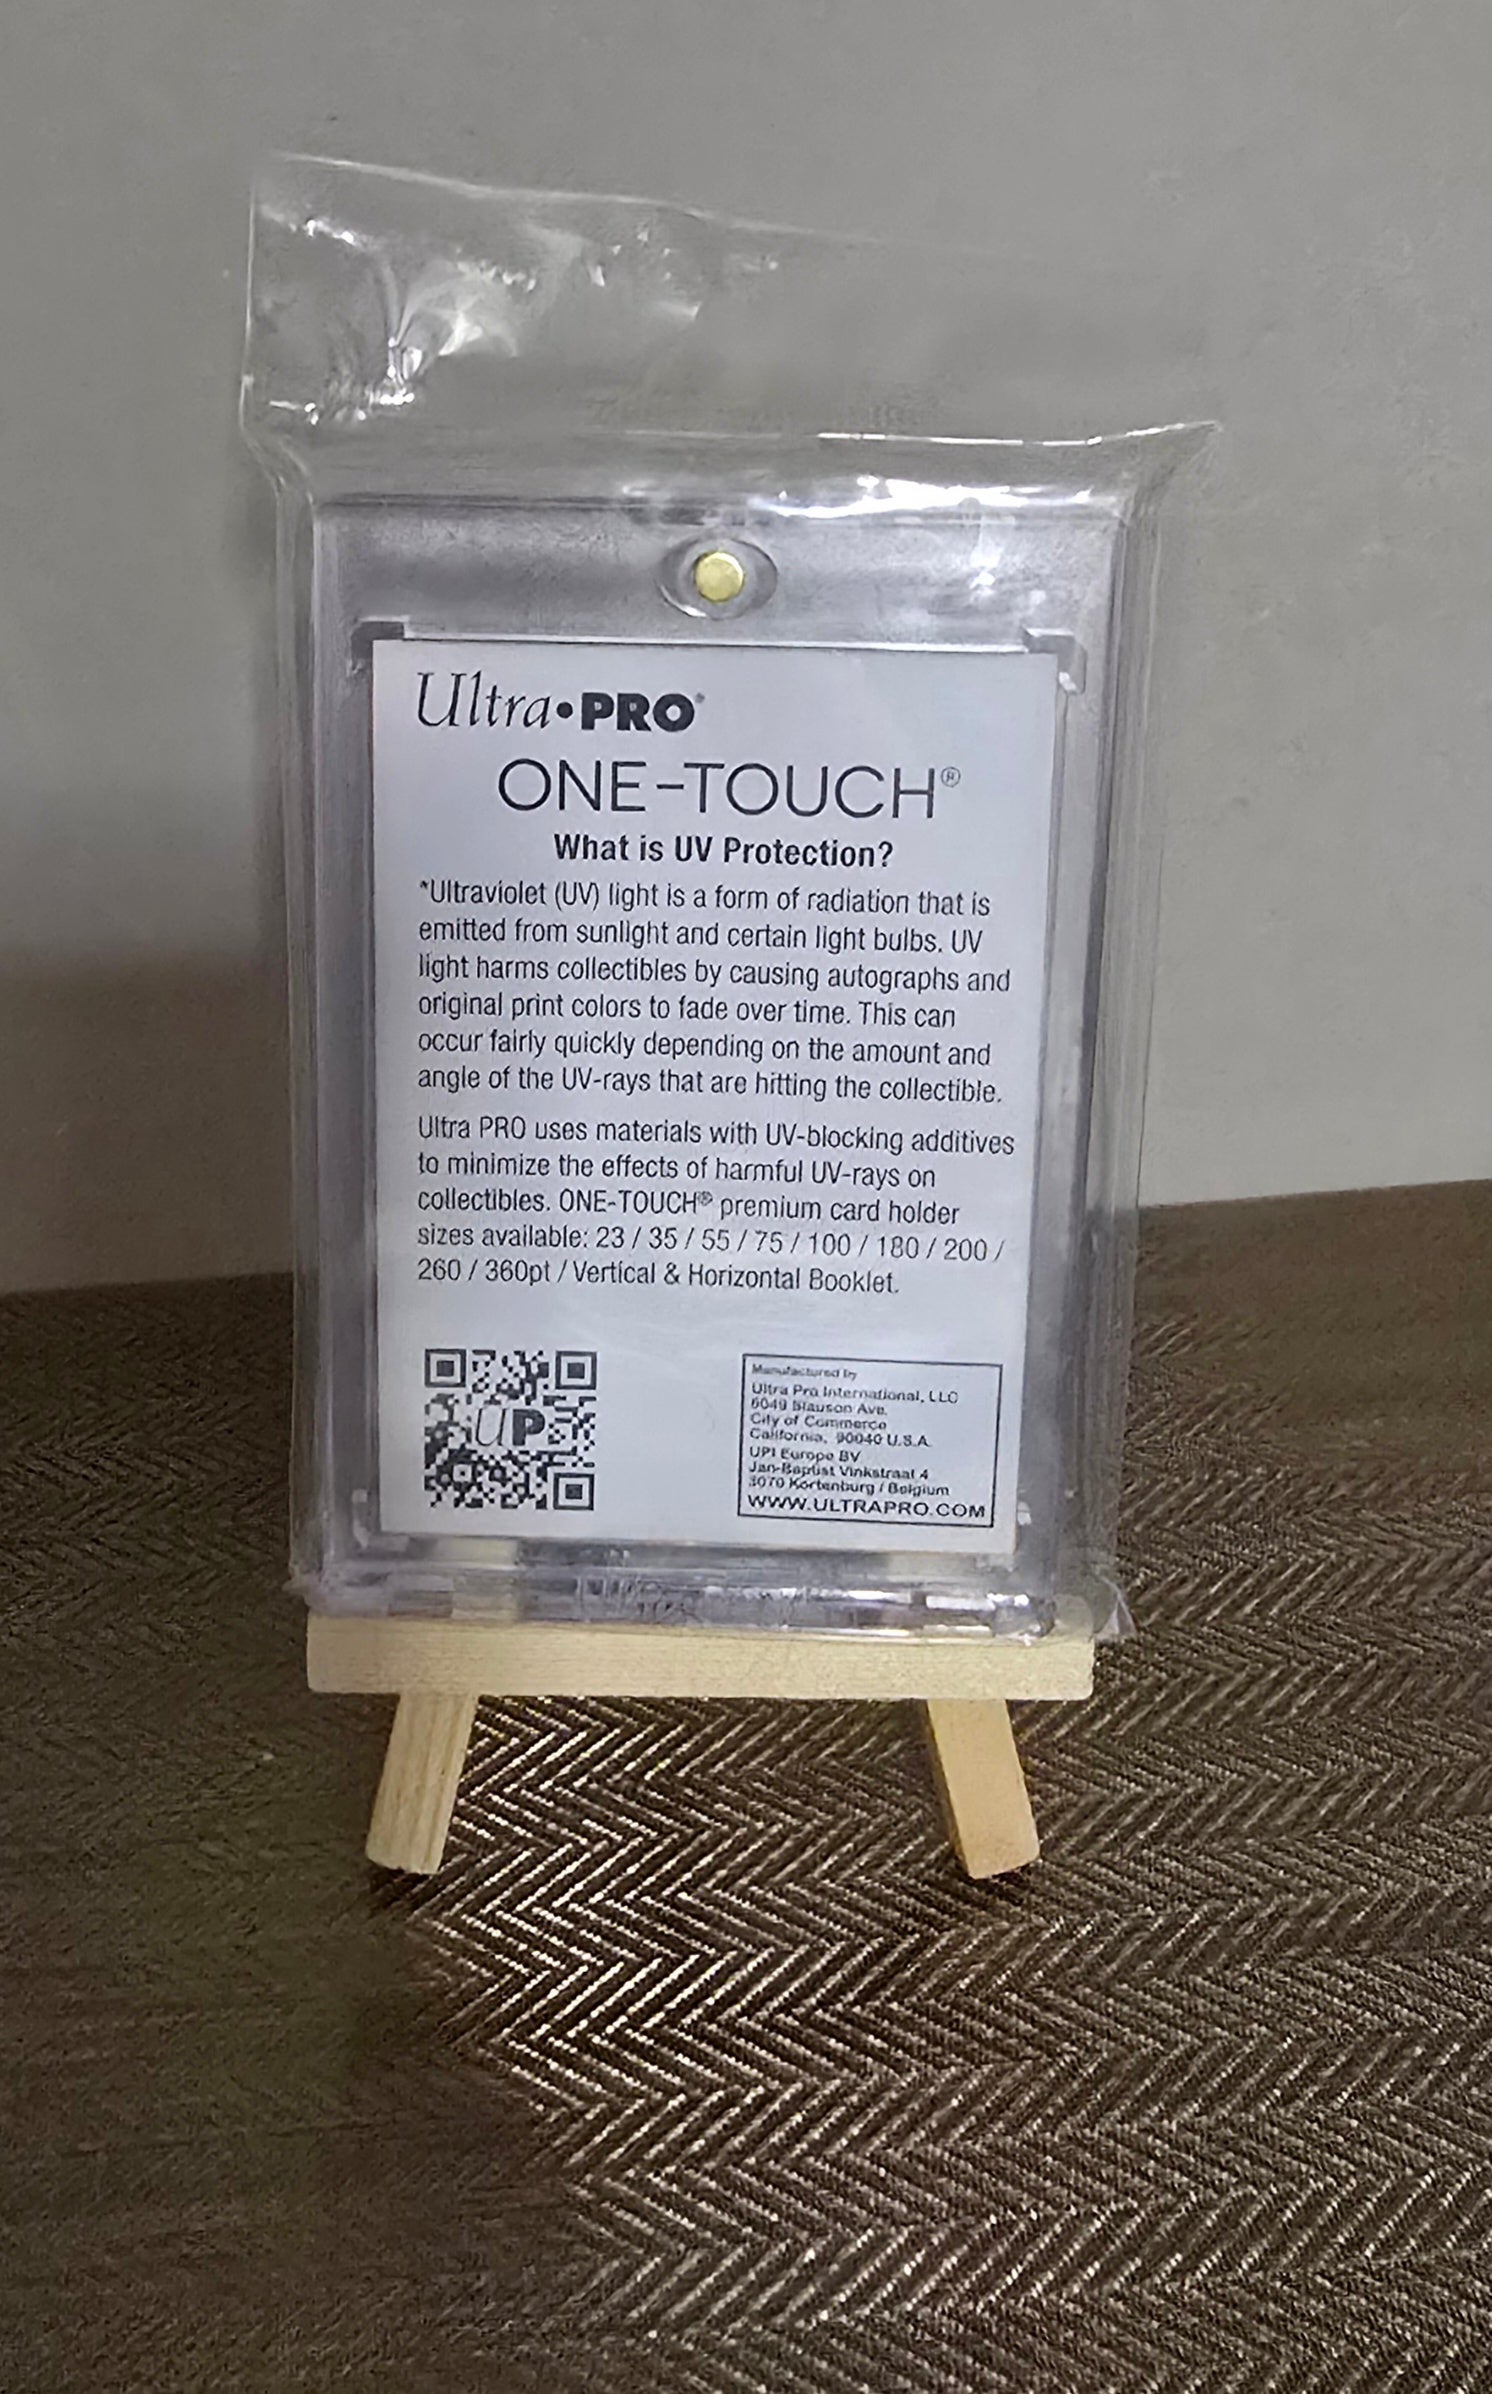 Ultra•PRO®
ONE-TOUCH®
What is UV Protection?
*Ultraviolet (UV) light is a form of radiation that is
emitted from sunlight and certain light bulbs. UV
light harms collectibles by causing autographs and
original print colors to fade over time. This can
occur fairly quickly depending on the amount and
angle of the UV-rays that are hitting the collectible.
Ultra PRO uses materials with UV-blocking additives
to minimize the effects of harmful UV-rays on
collectibles. ONE-TOUCH® premium card holder
sizes available: 23 / 35 / 55 / 75 / 100 / 180 / 200 /
260 / 360pt / Vertical & Horizontal Booklet.
UP
Manufactured by
Ultra Pro International, LLC
6049 Slauson Ave.
City of Commerce
California, 90040 U.S.A.
UPI Europe BV
Jan-Baptist Vinkstraat 4
3070 Kortenburg / Belgium
WWW.ULTRAPRO.COM